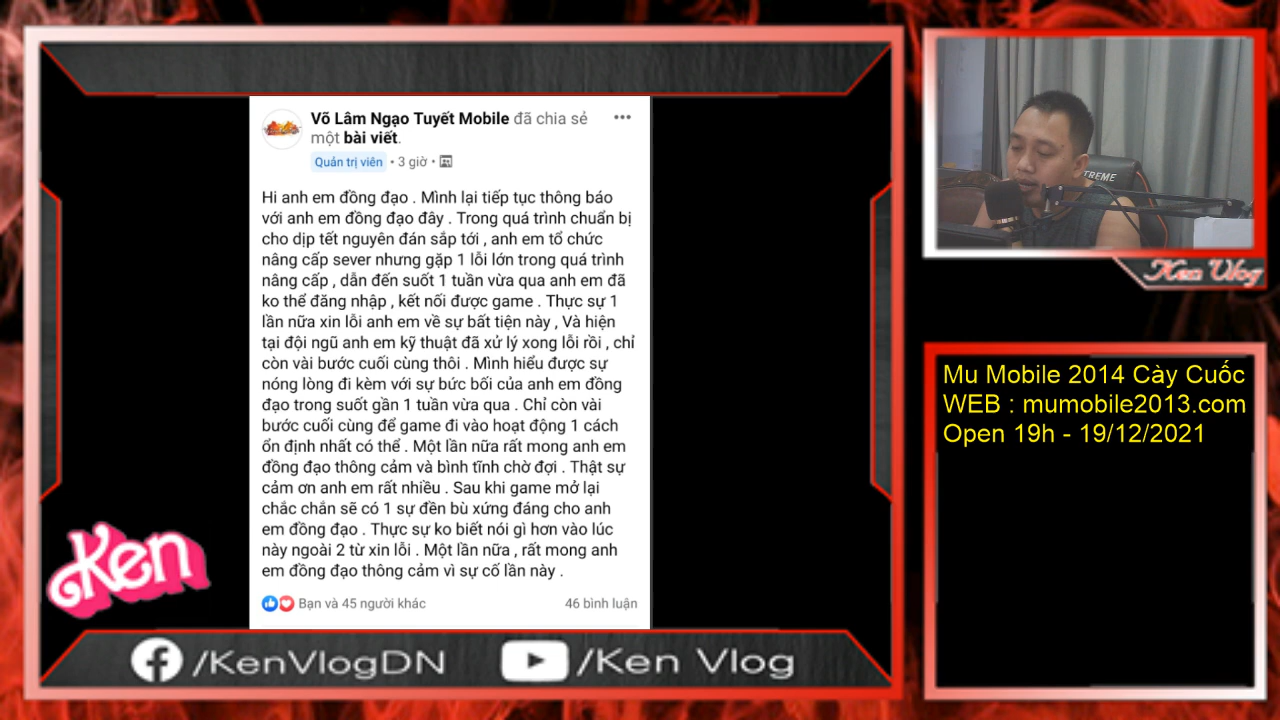 Võ Lâm Ngạo Tuyết Mobile đã chia sẻ
một bài viết.
Quản trị viên • 3 giờ •
Hi anh em đồng đạo . Mình lại tiếp tục thông báo
với anh em đồng đạo đây . Trong quá trình chuẩn bị
cho dịp tết nguyên đán sắp tới , anh em tổ chức
nâng cấp sever nhưng gặp 1 lỗi lớn trong quá trình
nâng cấp , dẫn đến suốt 1 tuần vừa qua anh em đã
ko thể đăng nhập , kết nối được game . Thực sự 1
lần nữa xin lỗi anh em về sự bất tiện này , Và hiện
tại đội ngũ anh em kỹ thuật đã xử lý xong lỗi rồi , chỉ
còn vài bước cuối cùng thôi . Mình hiểu được sự
nóng lòng đi kèm với sự bức bối của anh em đồng
đạo trong suốt gần 1 tuần vừa qua . Chỉ còn vài
bước cuối cùng để game đi vào hoạt động 1 cách
ổn định nhất có thể . Một lần nữa rất mong anh em
đồng đạo thông cảm và bình tĩnh chờ đợi . Thật sự
cảm ơn anh em rất nhiều . Sau khi game mở lại
chắc chắn sẽ có 1 sự đền bù xứng đáng cho anh
em đồng đạo . Thực sự ko biết nói gì hơn vào lúc
này ngoài 2 từ xin lỗi . Một lần nữa , rất mong anh
em đồng đạo thông cảm vì sự cố lần này .
Bạn và 45 người khác
46 bình luận
Ken
/KenVlogDN
/Ken Vlog
XTREME
Ken Vlog
Mu Mobile 2014 Cày Cuốc
WEB : mumobile2013.com
Open 19h - 19/12/2021